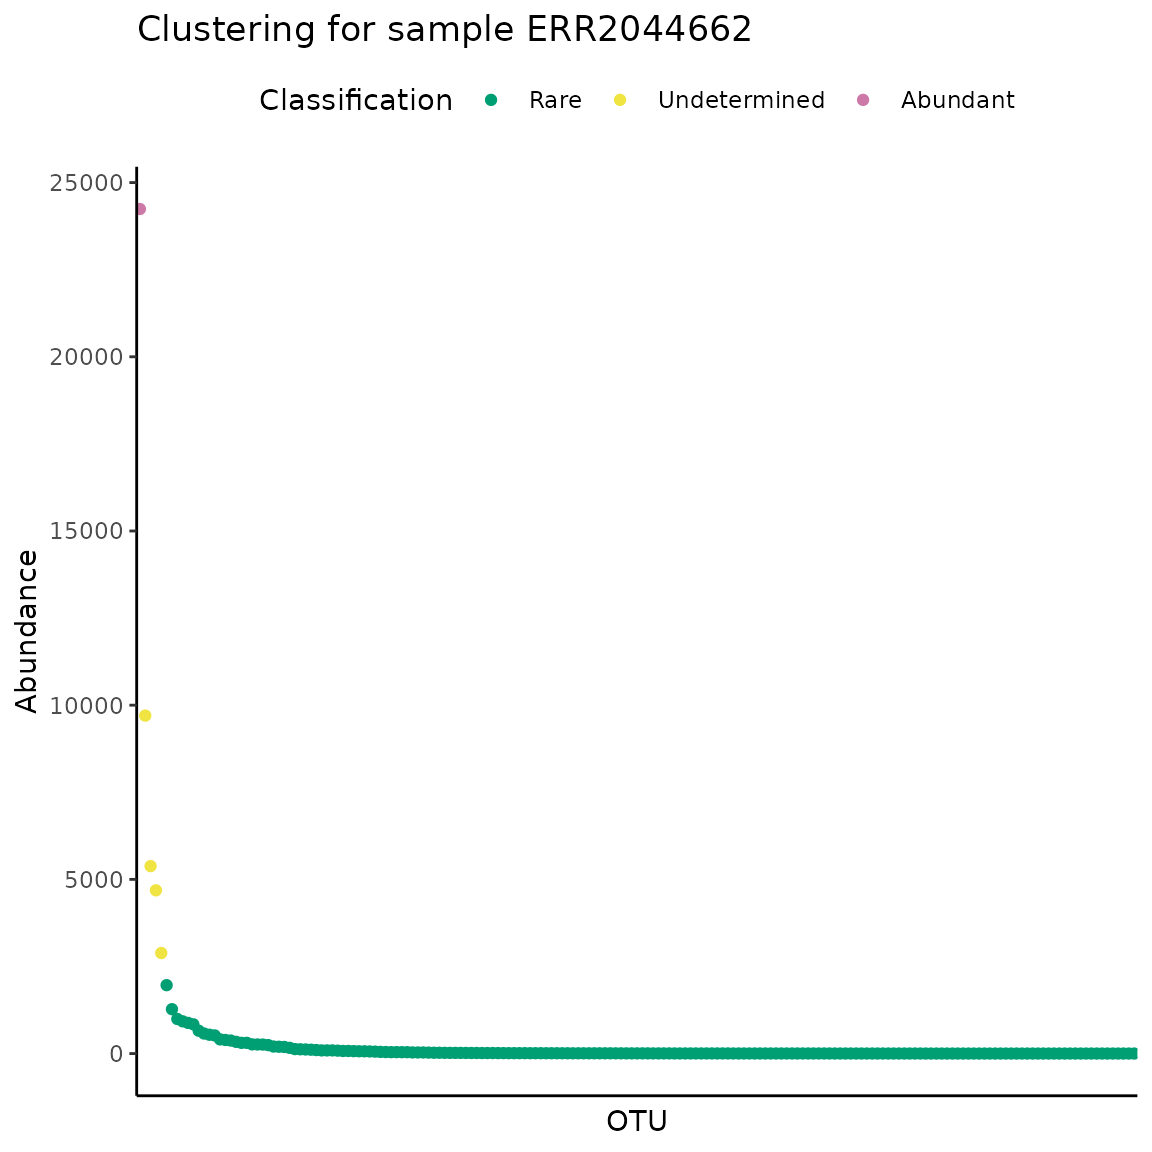 Clustering for sample ERR2044662
Classification Rare Undetermined Abundant
25000
20000
15000
10000
5000
0
Abundance
OTU